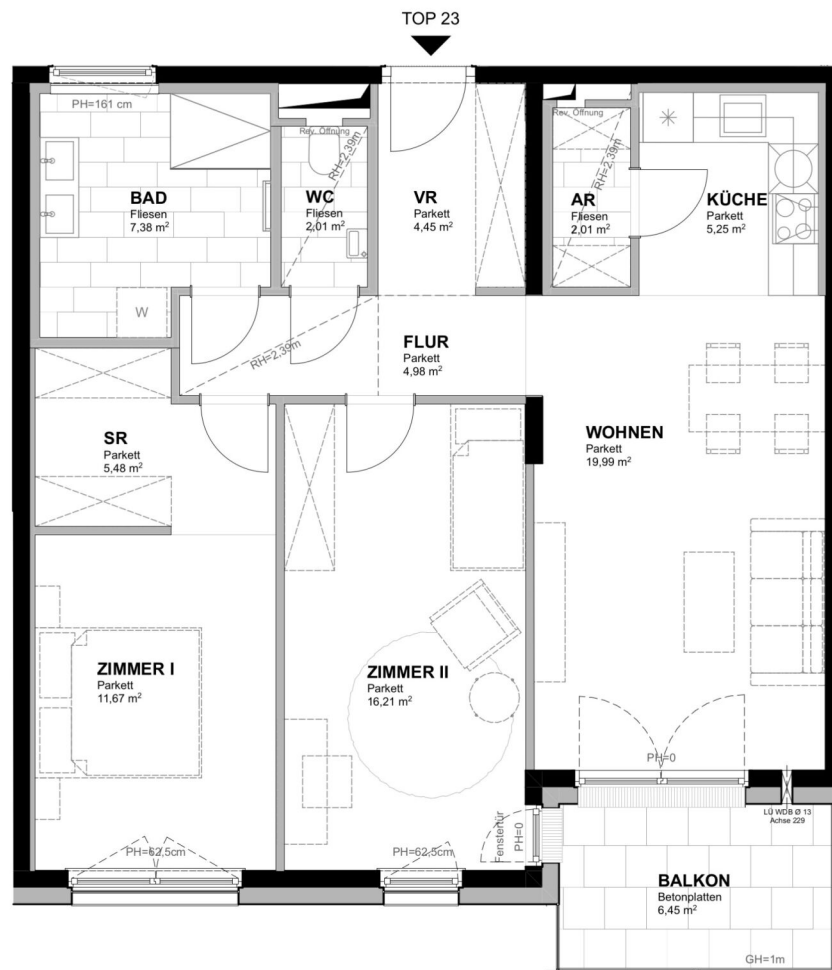 TOP 23
PH=161 cm
BAD
Fliesen
7,38 m²
W
Rev. Öffnung
RH=2,39m
WC
Fliesen
2,01 m²
VR
Parkett
4,45 m²
Rev. Öffnung
RH=2,39m
AR
Fliesen
2,01 m²
KÜCHE
Parkett
5,25 m²
FLUR
Parkett
4,98 m²
RH=2,39m
SR
Parkett
5,48 m²
WOHNEN
Parkett
19,99 m²
ZIMMER I
Parkett
11,67 m²
ZIMMER II
Parkett
16,21 m²
PH=0
LÜ WDB Ø 13
Achse 229
PH=62,5cm
PH=62,5cm
Fenstertür
PH=0
BALKON
Betonplatten
6,45 m²
GH=1m